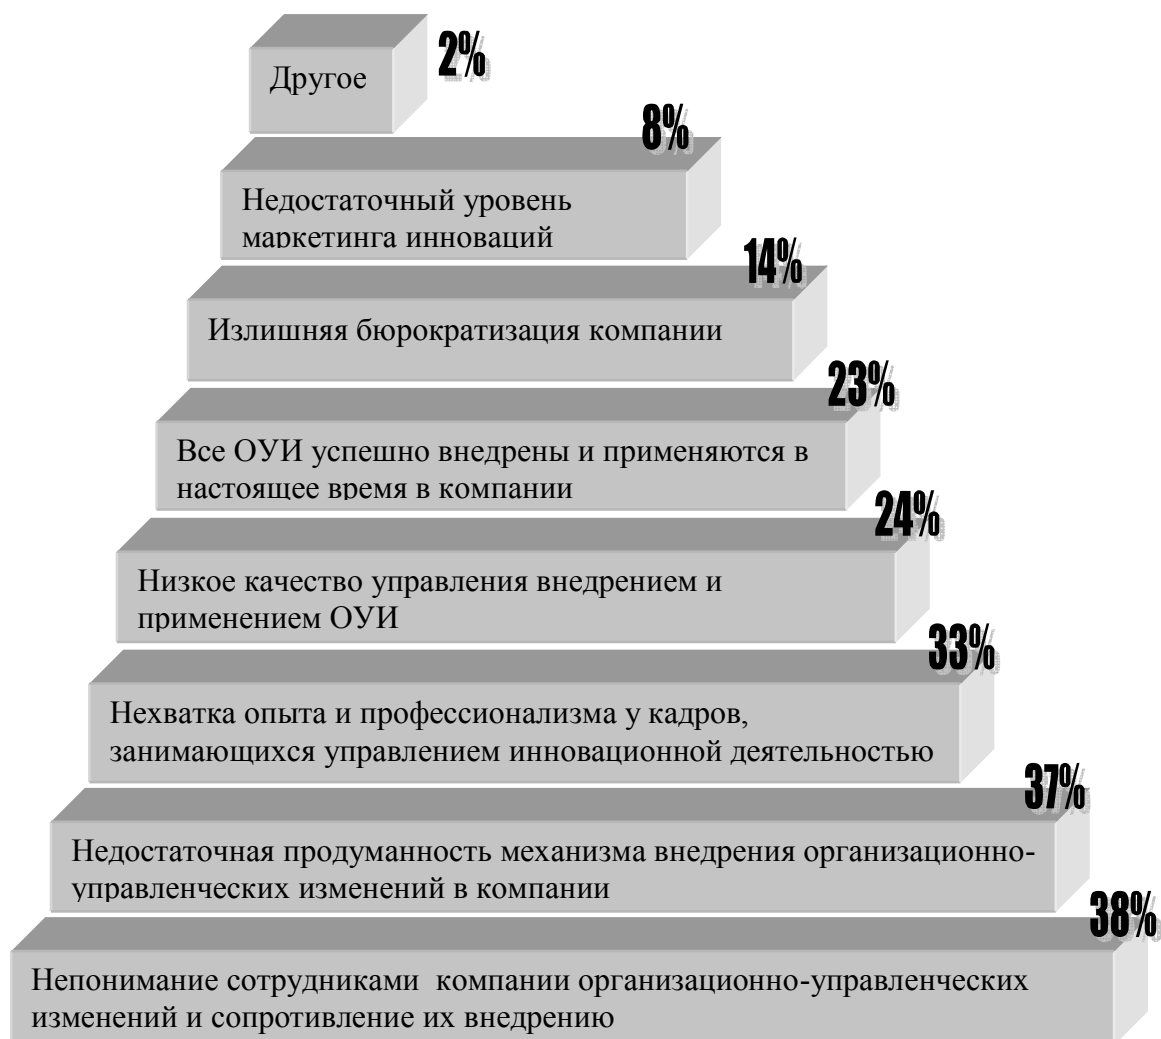 Другое
2%
8%
Недостаточный уровень
маркетинга инноваций
14%
Излишняя бюрократизация компании
23%
Все ОУИ успешно внедрены и применяются в
настоящее время в компании
24%
Низкое качество управления внедрением и
применением ОУИ
33%
Нехватка опыта и профессионализма у кадров,
занимающихся управлением инновационной деятельностью
37%
Недостаточная продуманность механизма внедрения организационно-
управленческих изменений в компании
38%
Непонимание сотрудниками  компании организационно-управленческих
изменений и сопротивление их внедрению